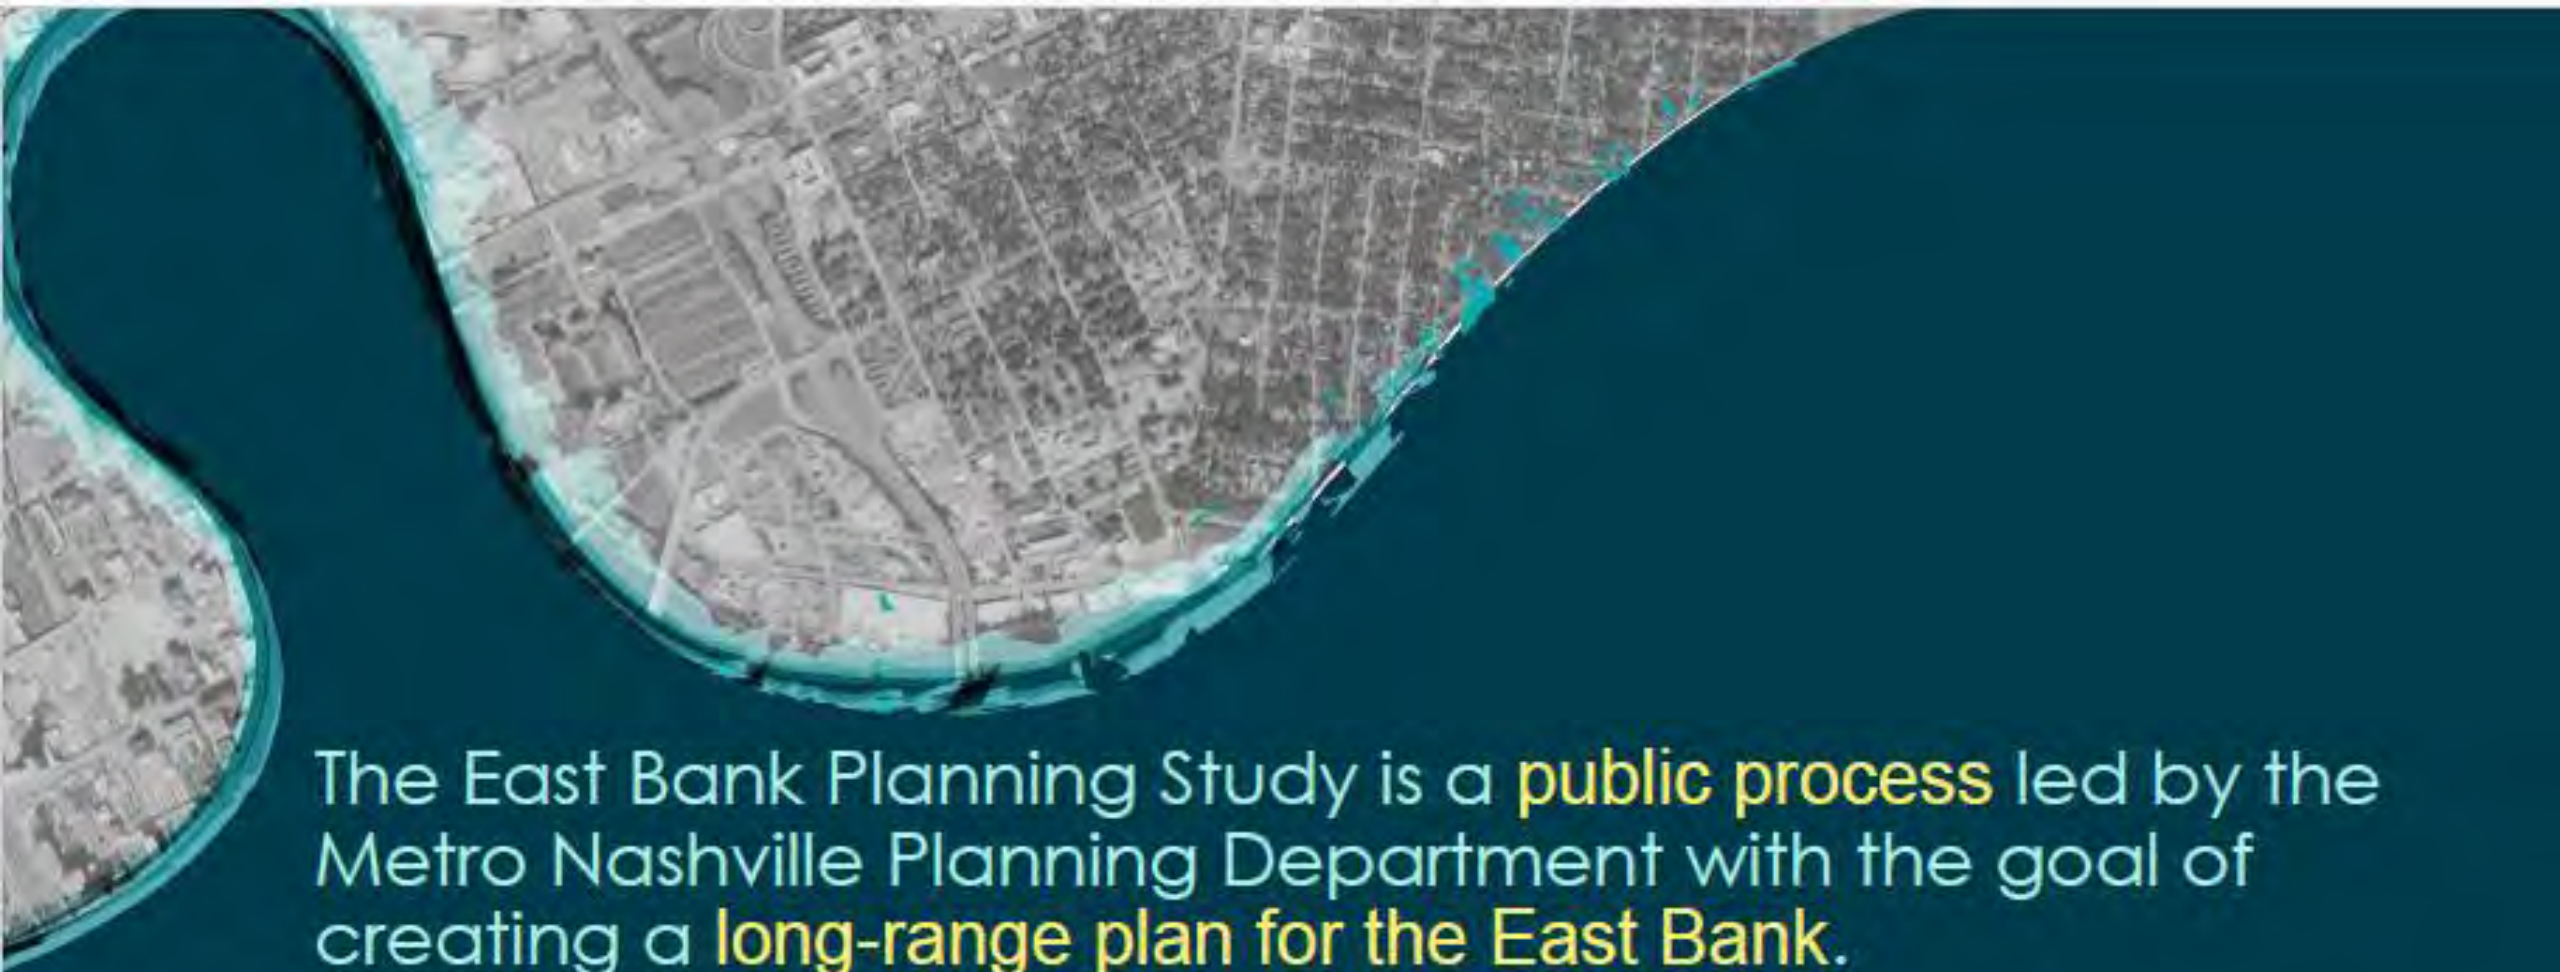 The East Bank Planning Study is a public process led by the
Metro Nashville Planning Department with the goal of
creating a long-range plan for the East Bank.